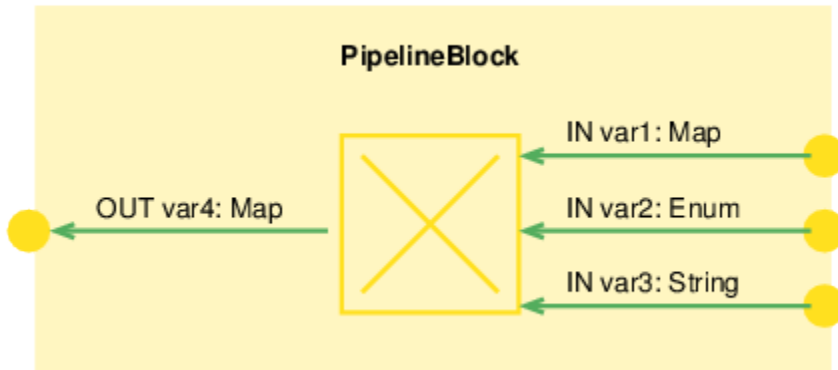 PipelineBlock
IN var1: Map
OUT var4: Map
IN var2: Enum
IN var3: String